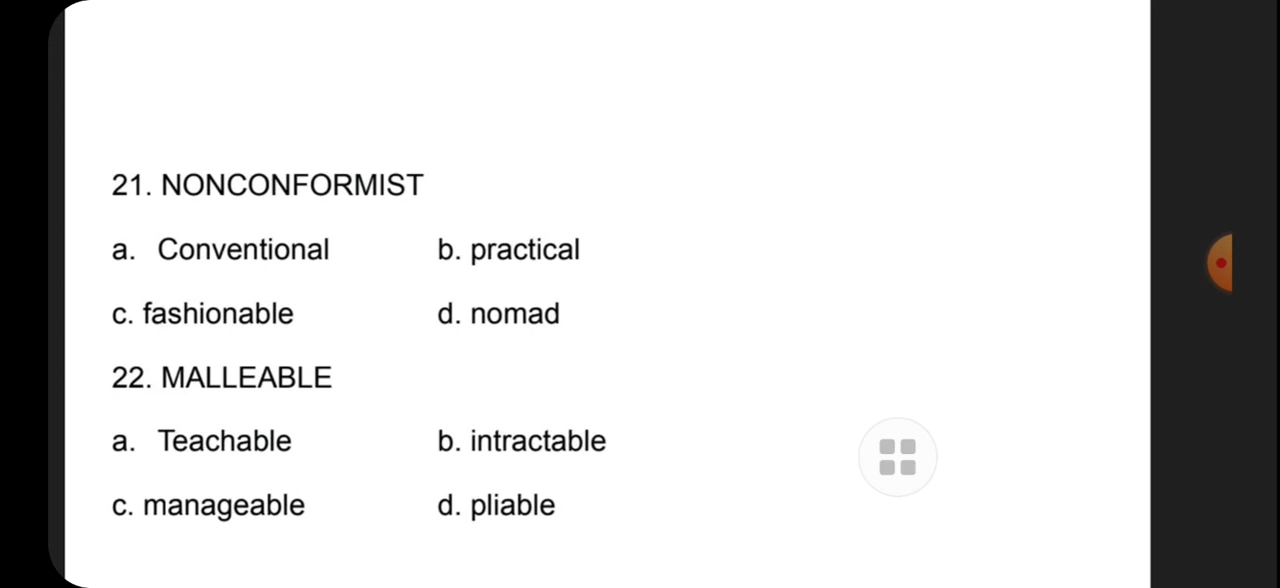 21. NONCONFORMIST
a. Conventional b. practical
c. fashionable d. nomad
22. MALLEABLE
a. Teachable b. intractable
c. manageable d. pliable